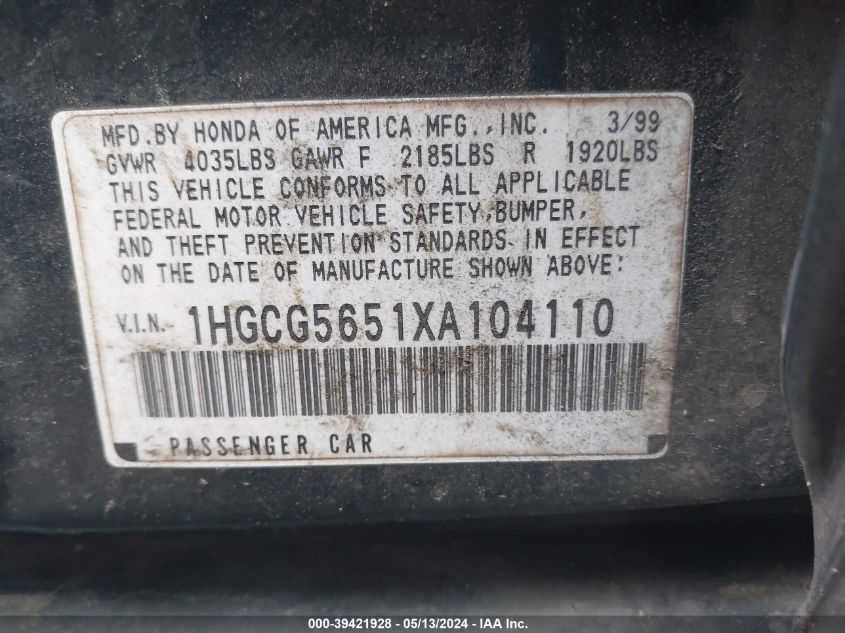 MFD.BY HONDA OF AMERICA MFG.,INC. 3/99
GVWR 4035LBS GAWR F 2185LBS R 1920LBS
THIS VEHICLE CONFORMS TO ALL APPLICABLE
FEDERAL MOTOR VEHICLE SAFETY,BUMPER,
AND THEFT PREVENTION STANDARDS IN EFFECT
ON THE DATE OF MANUFACTURE SHOWN ABOVE:
V.I.N.- 1HGCG5651XA104110
PASSENGER CAR
000-39421928 - 05/13/2024 - IAA Inc.